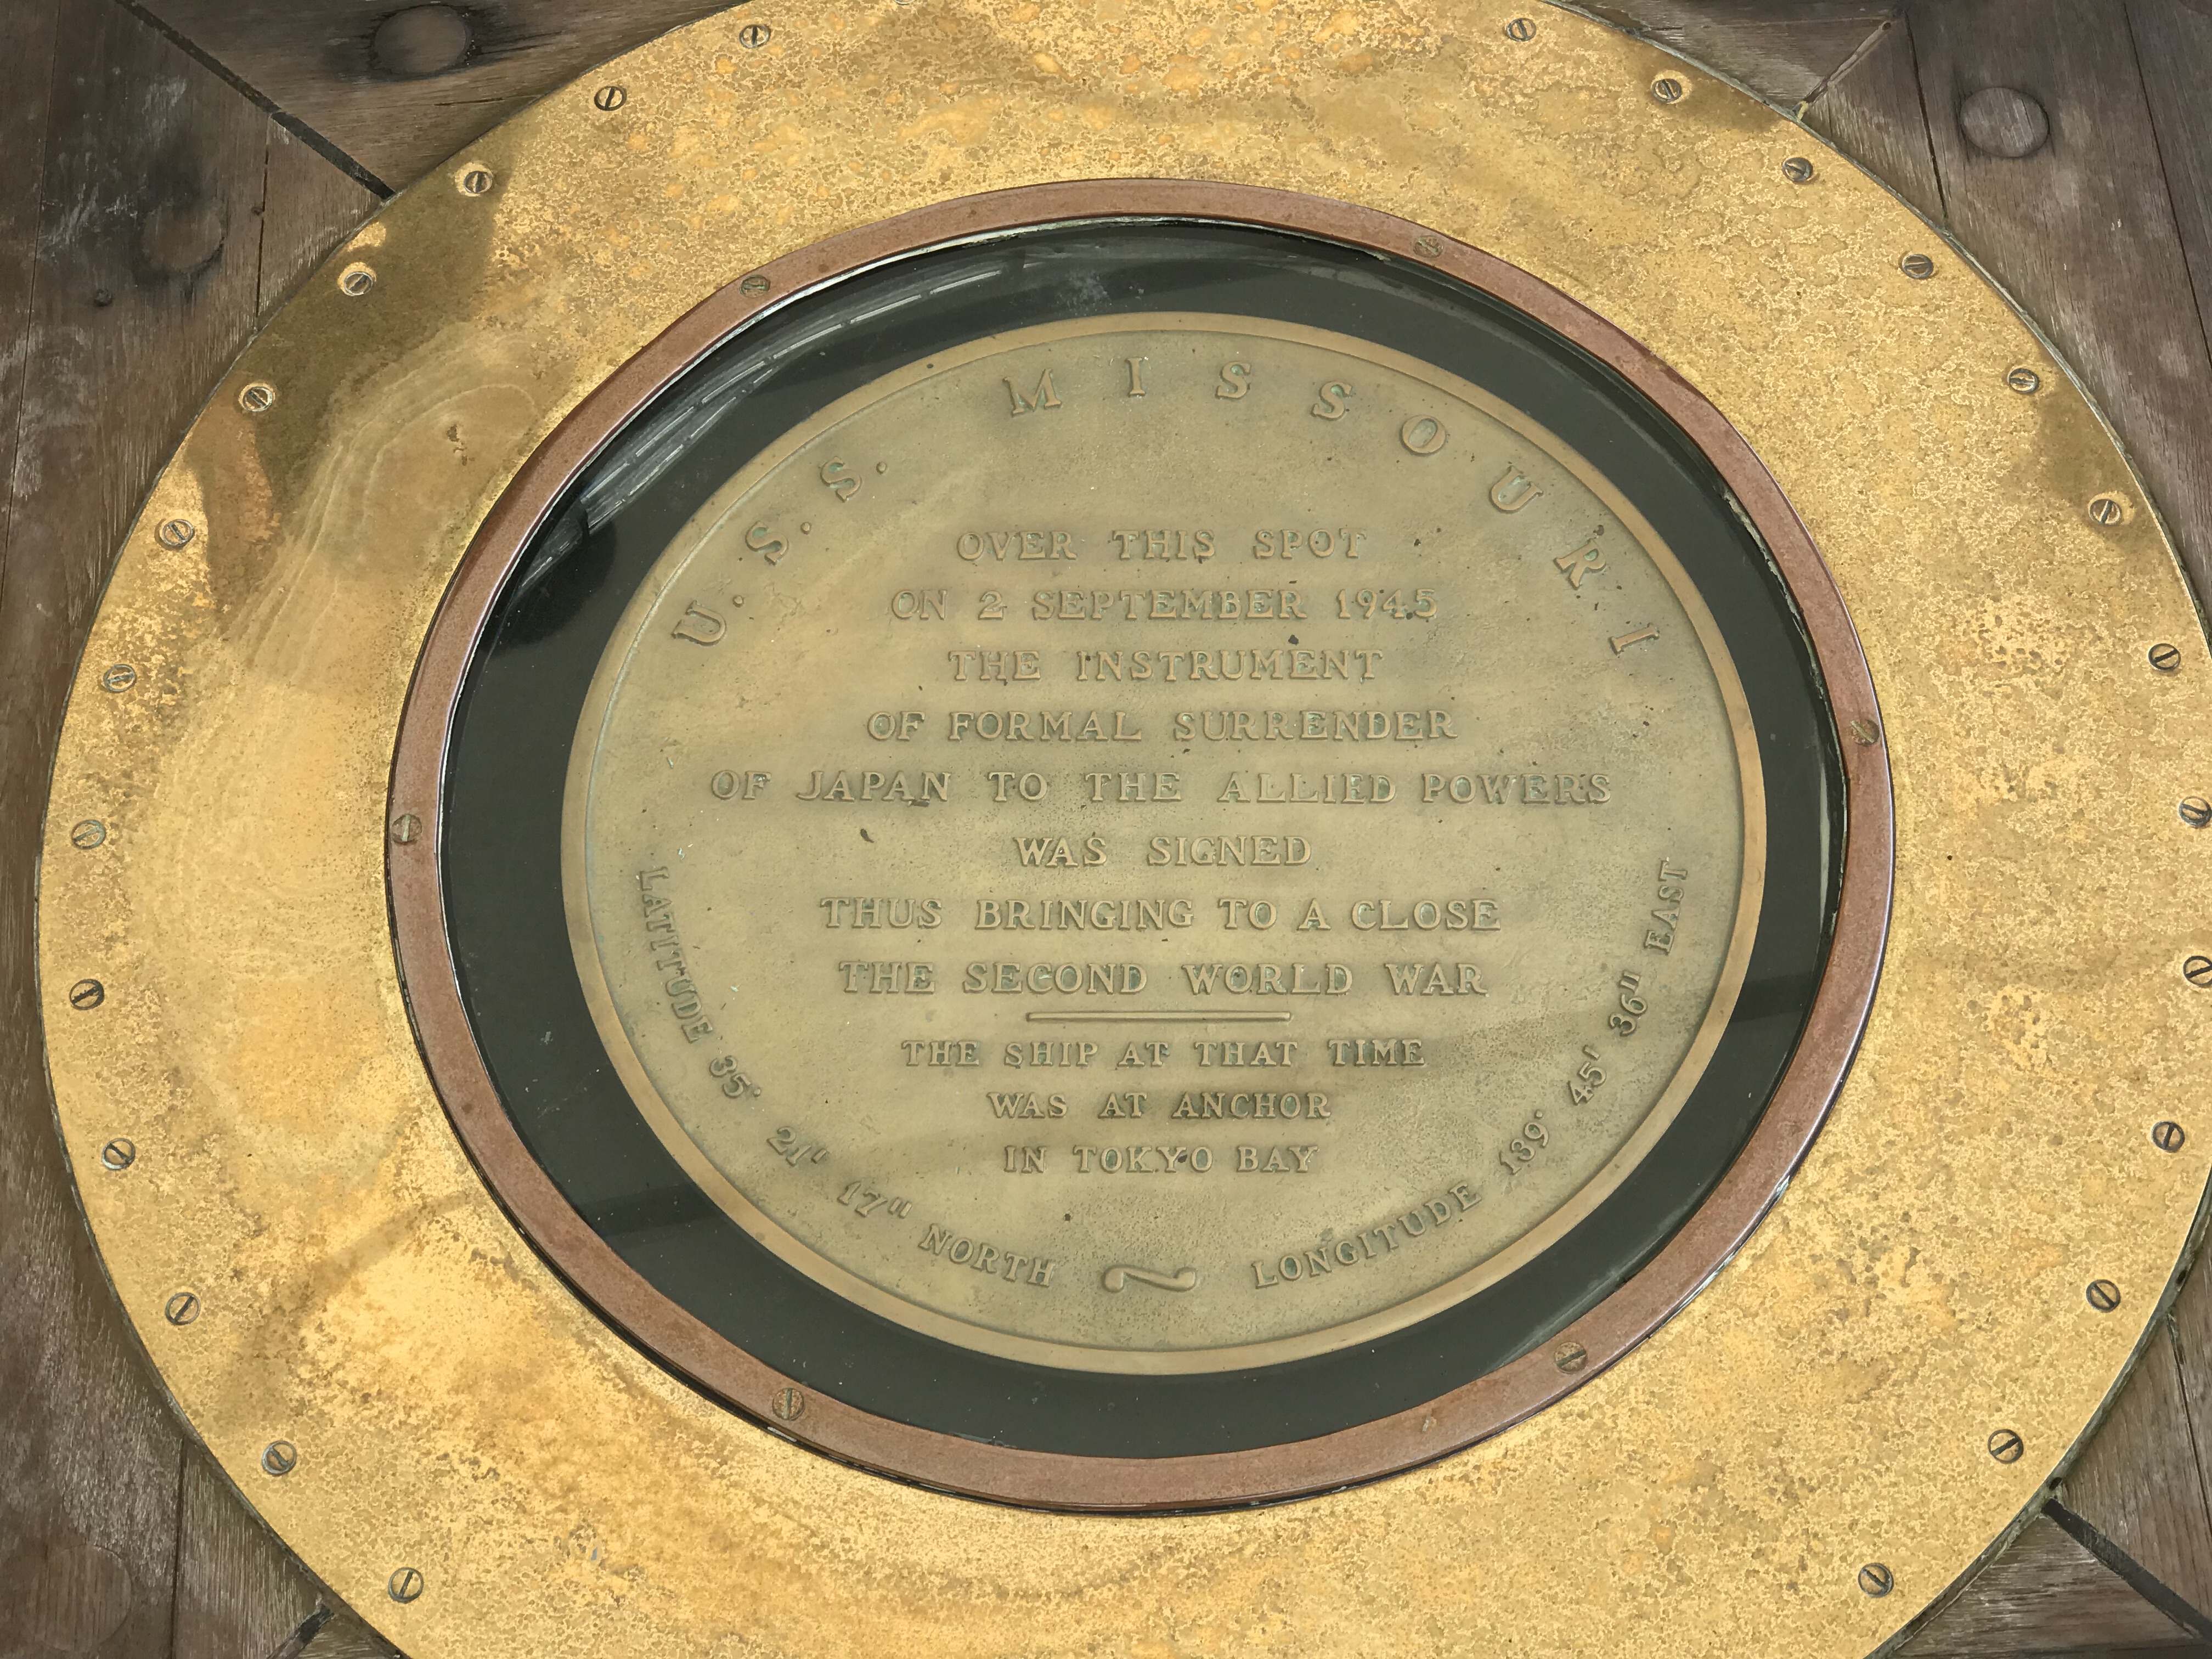 U.S.S. MISSOURI
OVER THIS SPOT
ON 2 SEPTEMBER 1945
THE INSTRUMENT
OF FORMAL SURRENDER
OF JAPAN TO THE ALLIED POWERS
WAS SIGNED
THUS BRINGING TO A CLOSE
THE SECOND WORLD WAR
THE SHIP AT THAT TIME
WAS AT ANCHOR
IN TOKYO BAY
LATITUDE 35° 21' 17" NORTH ~ LONGITUDE 139° 45' 36" EAST